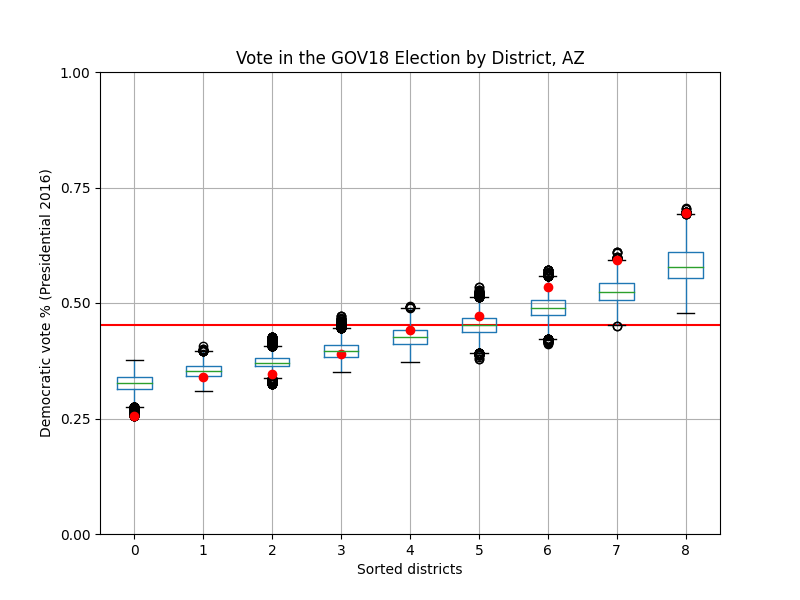 Vote in the GOV18 Election by District, AZ
Democratic vote % (Presidential 2016)
1.00
0.75
0.50
0.25
0.00
0 1 2 3 4 5 6 7 8
Sorted districts